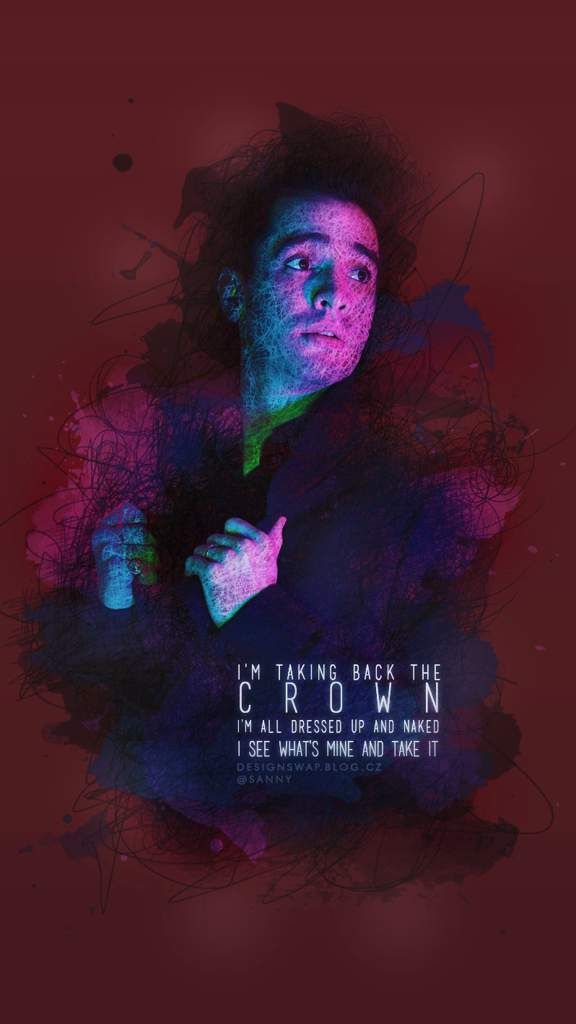 I'M TAKING BACK THE
CROWN
I'M ALL DRESSED UP AND NAKED
I SEE WHAT'S MINE AND TAKE IT
DESIGNSWAP.BLOG.CZ
@SANNY